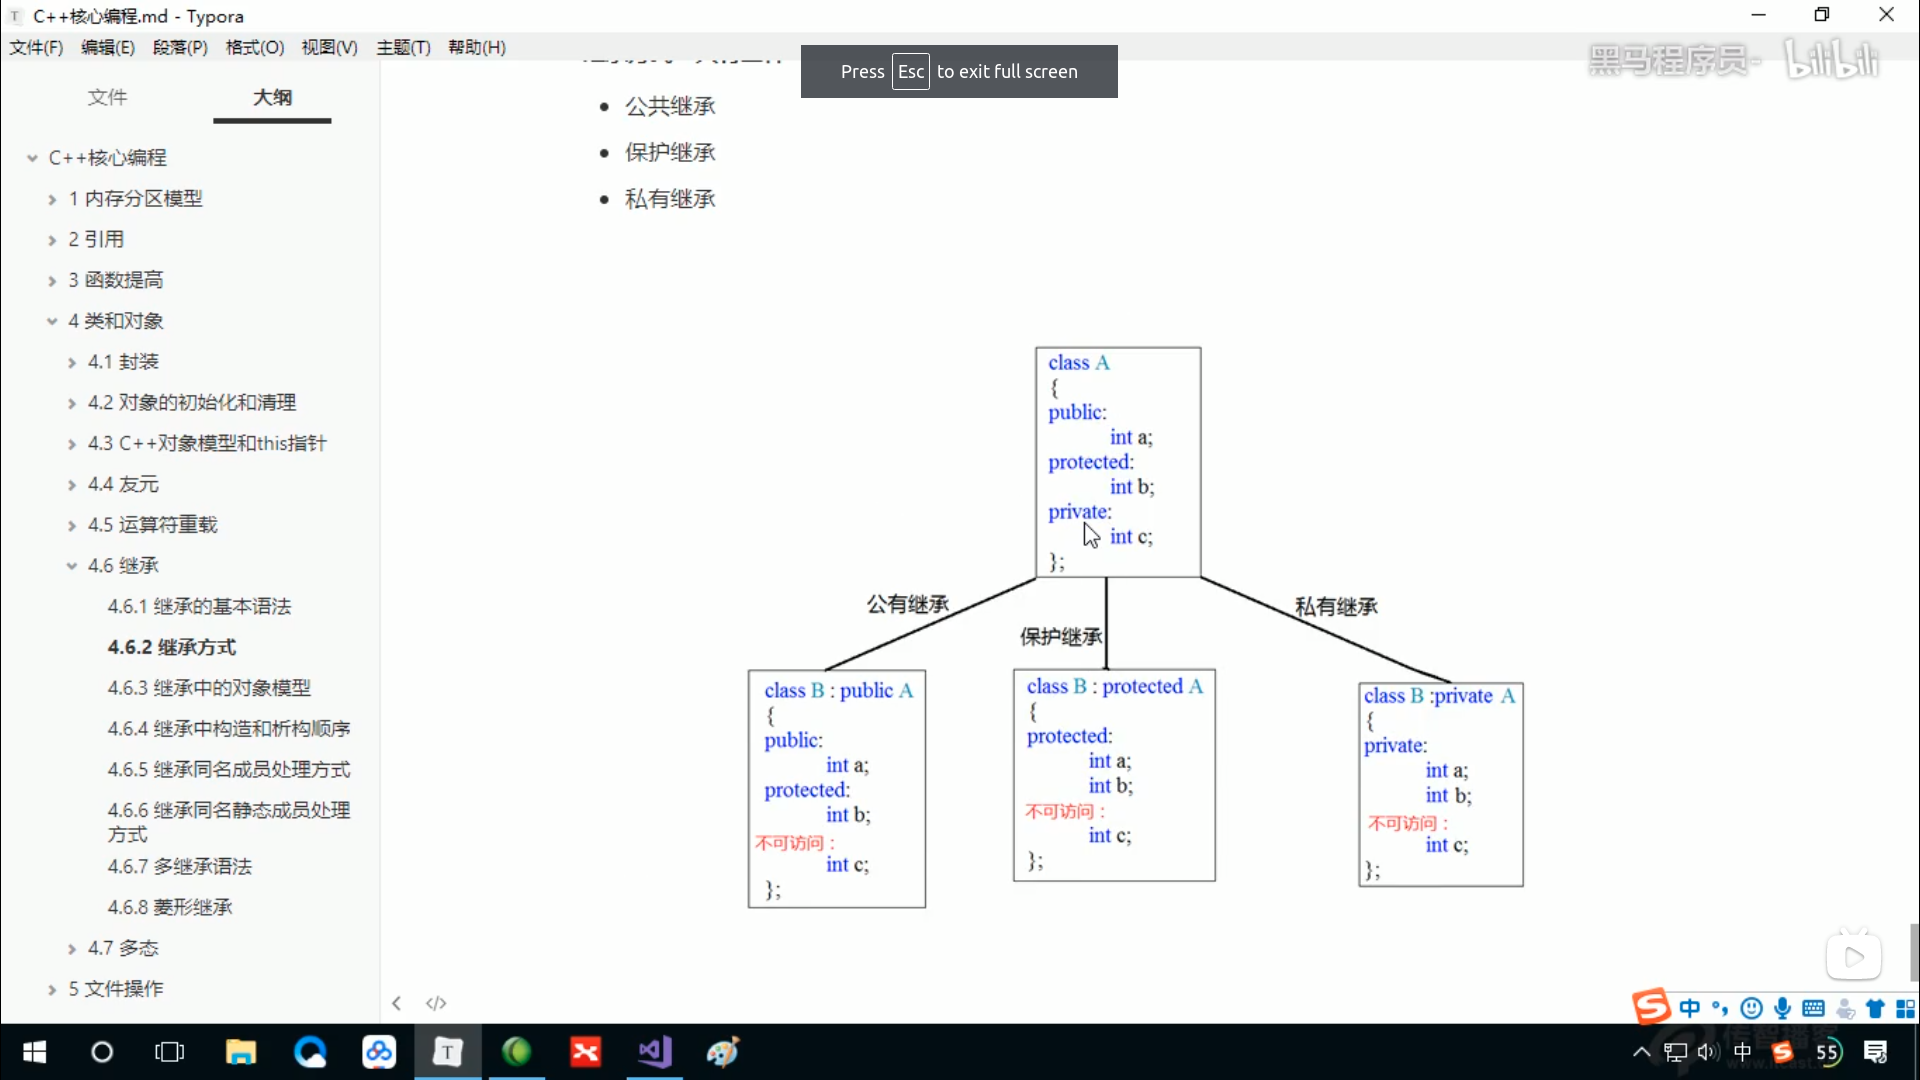 C++核心编程.md - Typora
文件(F) 编辑(E) 段落(P) 格式(O) 视图(V) 主题(T) 帮助(H)
Press Esc to exit full screen
黑马程序员- bilibili
文件 大纲
C++核心编程
1 内存分区模型
2 引用
3 函数提高
4 类和对象
4.1 封装
4.2 对象的初始化和清理
4.3 C++对象模型和this指针
4.4 友元
4.5 运算符重载
4.6 继承
4.6.1 继承的基本语法
4.6.2 继承方式
4.6.3 继承中的对象模型
4.6.4 继承中构造和析构顺序
4.6.5 继承同名成员处理方式
4.6.6 继承同名静态成员处理
方式
4.6.7 多继承语法
4.6.8 菱形继承
4.7 多态
5 文件操作
公共继承
保护继承
私有继承
class A
{
public:
int a;
protected:
int b;
private:
int c;
};
公有继承
保护继承
私有继承
class B : public A
{
public:
int a;
protected:
int b;
不可访问：
int c;
};
class B : protected A
{
protected:
int a;
int b;
不可访问：
int c;
};
class B :private A
{
private:
int a;
int b;
不可访问：
int c;
};
中
中
55